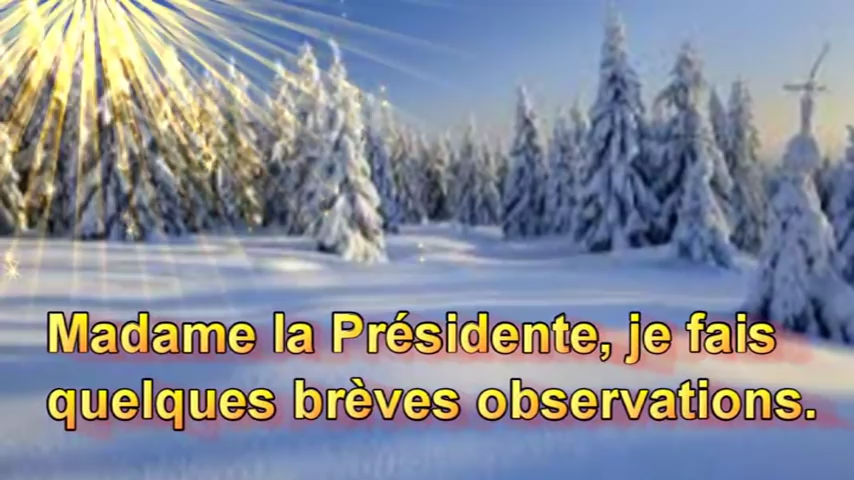 Madame la Présidente, je fais
quelques brèves observations.